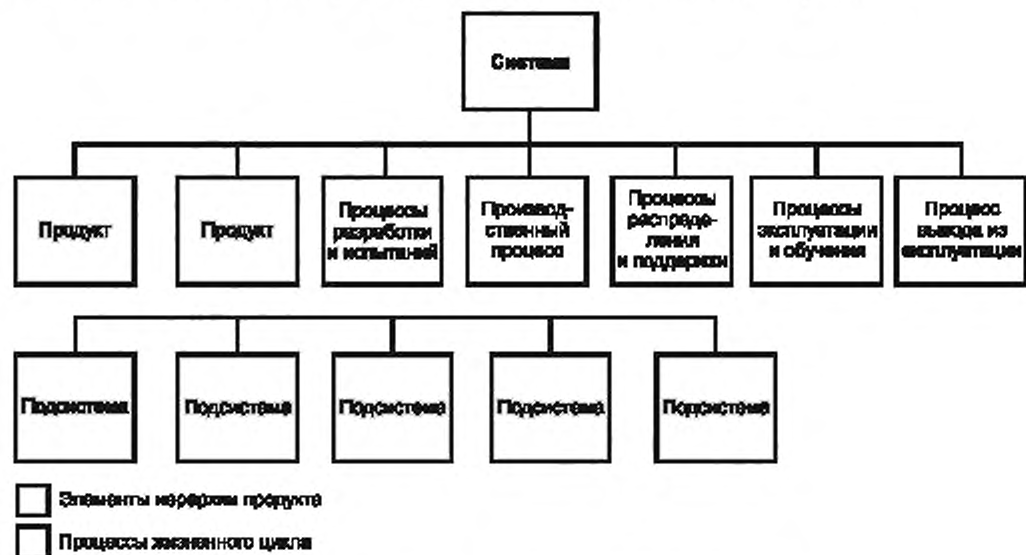 Система
Продукт
Продукт
Процессы
разработки
и испытаний
Производ-
ственный
процесс
Процессы
распреде-
ления
и поддержки
Процессы
эксплуатации
и обучения
Процесс
вывода из
эксплуатации
Подсистема
Подсистема
Подсистема
Подсистема
Подсистема
Элементы иерархии продукта
Процессы жизненного цикла